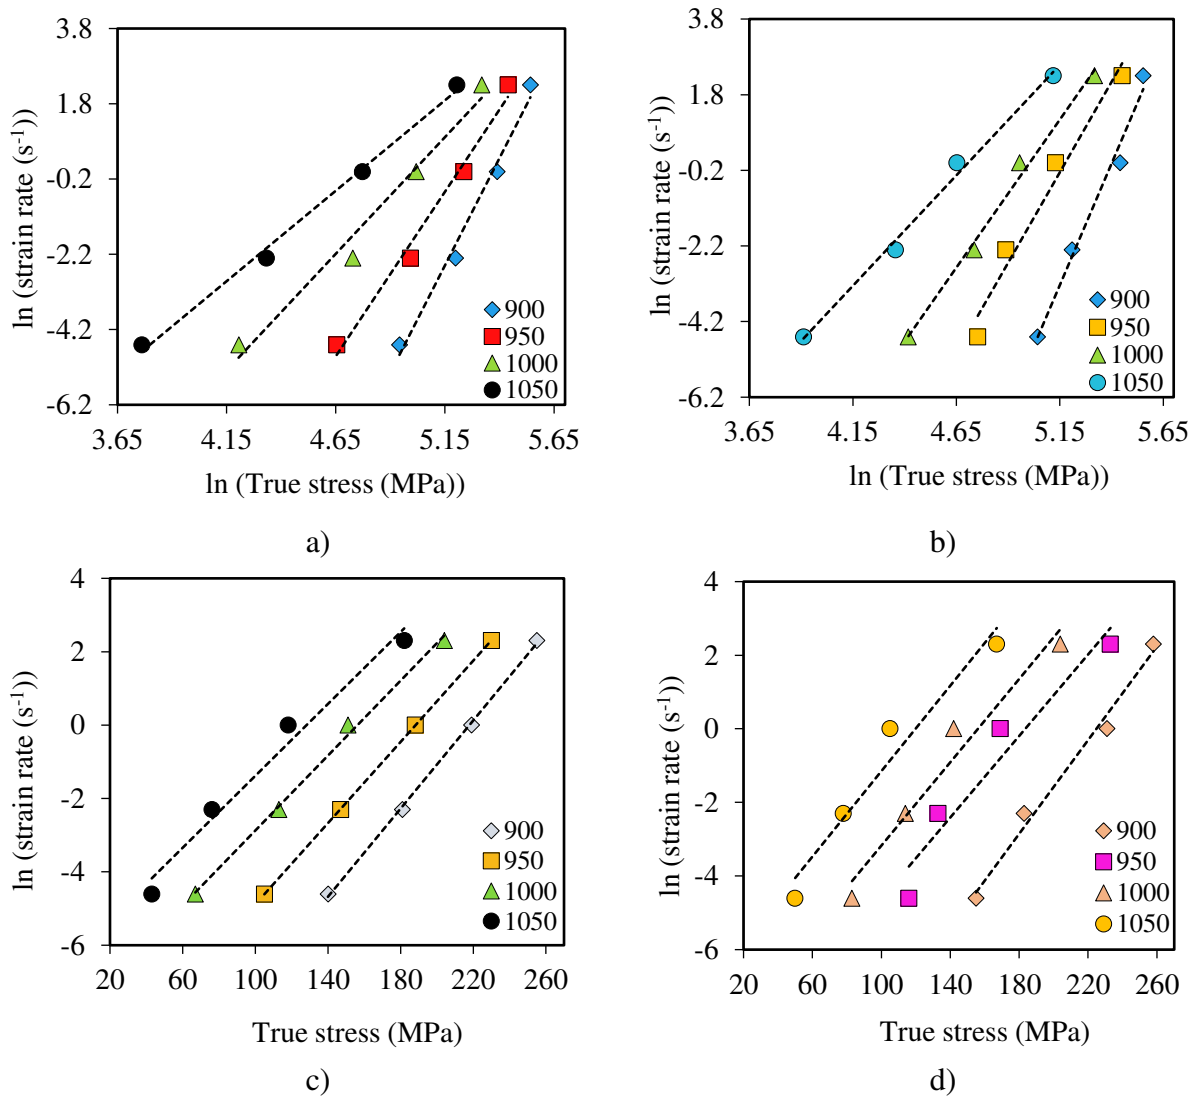 3.8
1.8
-0.2
-2.2
-4.2
-6.2
ln (strain rate (s-1))
900
950
1000
1050
3.65 4.15 4.65 5.15 5.65
ln (True stress (MPa))
a)
3.8
1.8
-0.2
-2.2
-4.2
-6.2
ln (strain rate (s-1))
900
950
1000
1050
3.65 4.15 4.65 5.15 5.65
ln (True stress (MPa))
b)
4
2
0
-2
-4
-6
ln (strain rate (s-1))
900
950
1000
1050
20 60 100 140 180 220 260
True stress (MPa)
c)
4
2
0
-2
-4
-6
ln (strain rate (s-1))
900
950
1000
1050
20 60 100 140 180 220 260
True stress (MPa)
d)